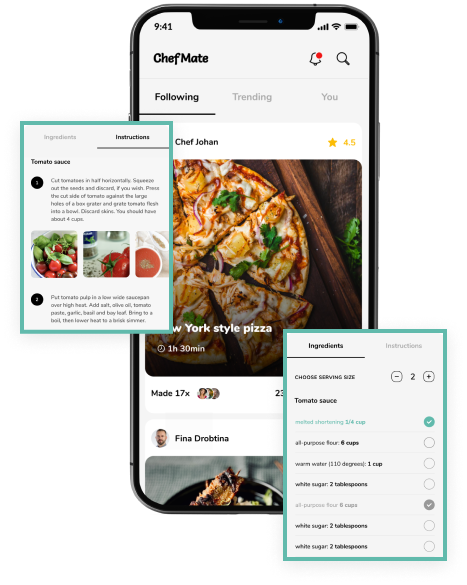 9:41
ChefMate
Following
Trending
You
Chef Johan
4.5
Ingredients
Instructions
Tomato sauce
1
Cut tomatoes in half horizontally. Squeeze
out the seeds and discard, if you wish. Press
the cut side of tomato against the large
holes of a box grater and grate tomato flesh
into a bowl. Discard skins. You should have
about 4 cups.
2
Put tomato pulp in a low wide saucepan
over high heat. Add salt, olive oil, tomato
paste, garlic, basil and bay leaf. Bring to a
boil, then lower heat to a brisk simmer.
York style pizza
1h 30min
Made 17x
Fina Drobtina
Ingredients
Instructions
CHOOSE SERVING SIZE
2
Tomato sauce
melted shortening 1/4 cup
all-purpose flour: 6 cups
warm water (110 degrees): 1 cup
white sugar: 2 tablespoons
all-purpose flour 6 cups
white sugar: 2 tablespoons
white sugar: 2 tablespoons